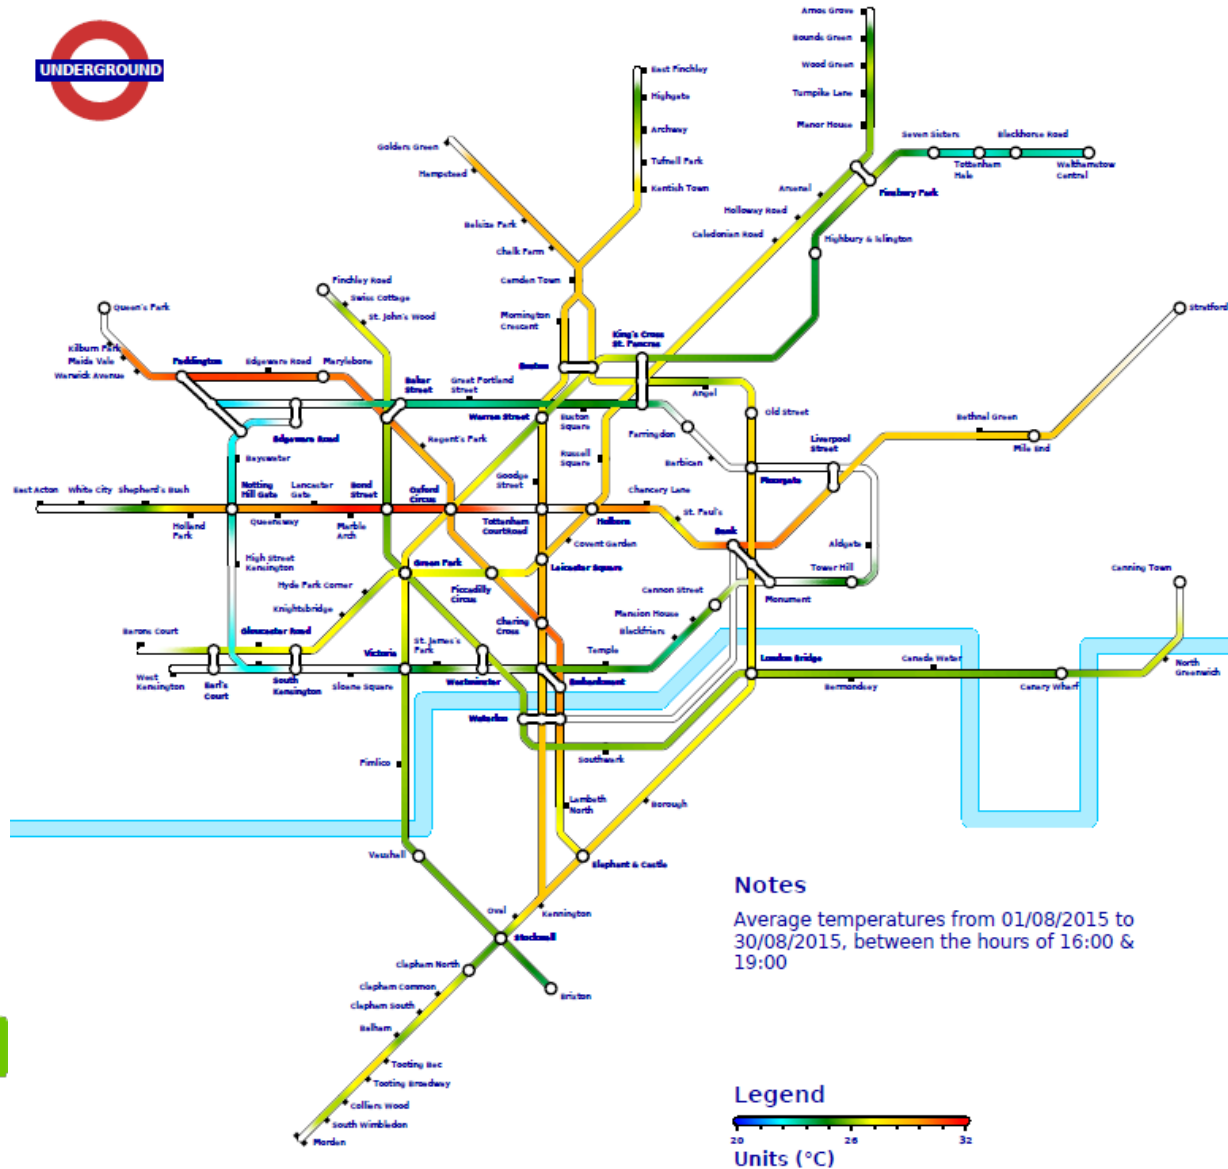 UNDERGROUND
Arnos Grove
Bounds Green
Wood Green
Turnpike Lane
Manor House
East Finchley
Highgate
Archway
Tufnell Park
Kentish Town
Golders Green
Hampstead
Belsize Park
Chalk Farm
Camden Town
Mornington
Crescent
Seven Sisters
Blackhorse Road
Tottenham
Hale
Walthamstow
Central
Finsbury Park
Arsenal
Holloway Road
Caledonian Road
Highbury & Islington
Finchley Road
Swiss Cottage
St. John's Wood
Queen's Park
Kilburn Park
Maida Vale
Warwick Avenue
Paddington
Edgeware Road
Marylebone
King's Cross
St. Pancras
Euston
Stratford
Baker
Street
Great Portland
Street
Warren Street
Euston
Square
Angel
Old Street
Edgeware Road
Regent's Park
Farringdon
Barbican
Liverpool
Street
Bethnal Green
Mile End
Bayswater
Goodge
Street
Russell
Square
Moorgate
East Acton
White City
Shepherd's Bush
Notting
Hill Gate
Lancaster
Gate
Bond
Street
Oxford
Circus
Chancery Lane
St. Paul's
Holland
Park
Queensway
Marble
Arch
Tottenham
CourtRoad
Holborn
Bank
Covent Garden
Aldgate
High Street
Kensington
Green Park
Leicester Square
Tower Hill
Canning Town
Hyde Park Corner
Piccadilly
Circus
Cannon Street
Monument
Knightsbridge
Mansion House
Charing
Cross
Blackfriars
Barons Court
Gloucester Road
Victoria
St. James's
Park
Temple
London Bridge
Canada Water
North
Greenwich
West
Kensington
Earl's
Court
South
Kensington
Sloane Square
Westminster
Embankment
Bermondsey
Canary Wharf
Waterloo
Southwark
Pimlico
Lambeth
North
Borough
Vauxhall
Elephant & Castle
Oval
Kennington
Stockwell
Clapham North
Clapham Common
Clapham South
Brixton
Balham
Tooting Bec
Tooting Broadway
Colliers Wood
South Wimbledon
Morden
Notes
Average temperatures from 01/08/2015 to
30/08/2015, between the hours of 16:00 &
19:00
Legend
20 26 32
Units (°C)